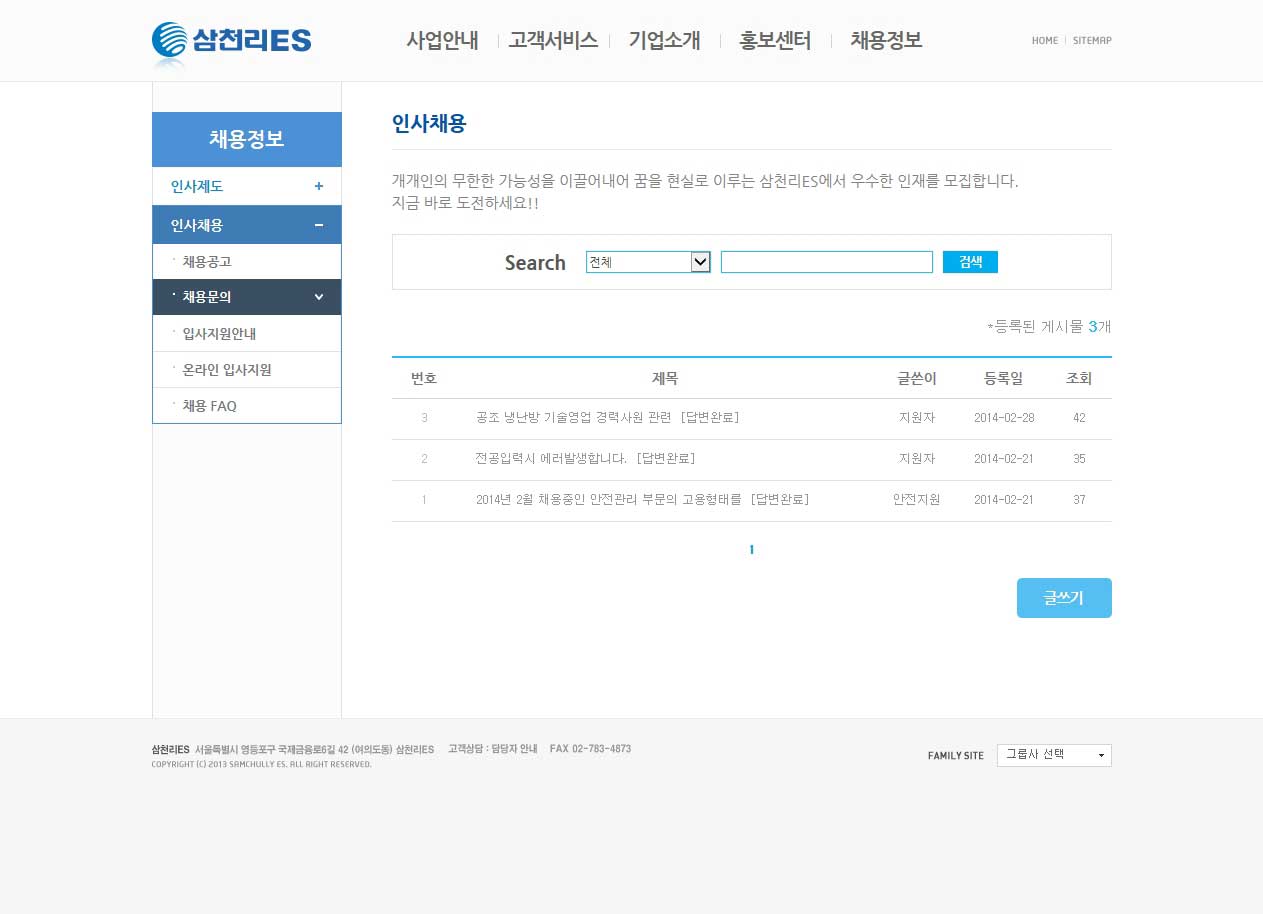 삼천리ES
사업안내 고객서비스 기업소개 홍보센터 채용정보
HOME SITEMAP
채용정보
인사제도 +
인사채용 −
채용공고
채용문의
입사지원안내
온라인 입사지원
채용 FAQ
인사채용
개개인의 무한한 가능성을 이끌어내어 꿈을 현실로 이루는 삼천리ES에서 우수한 인재를 모집합니다.
지금 바로 도전하세요!!
Search 전체 검색
*등록된 게시물 3개
번호 제목 글쓴이 등록일 조회
3 공조 냉난방 기술영업 경력사원 관련 [답변완료] 지원자 2014-02-28 42
2 전공입력시 에러발생합니다. [답변완료] 지원자 2014-02-21 35
1 2014년 2월 채용중인 안전관리 부문의 고용형태를 [답변완료] 안전지원 2014-02-21 37
1
글쓰기
삼천리ES 서울특별시 영등포구 국제금융로6길 42 (여의도동) 삼천리ES 고객상담 : 담당자 안내 FAX 02-783-4873
COPYRIGHT (C) 2013 SAMCHULLY ES. ALL RIGHT RESERVED.
FAMILY SITE 그룹사 선택